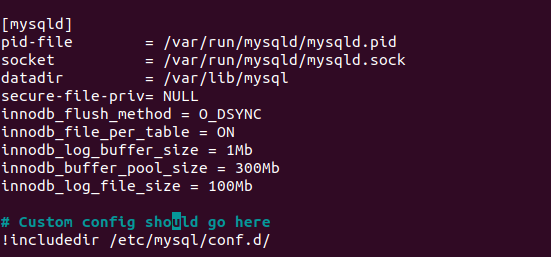 [mysqld]
pid-file        = /var/run/mysqld/mysqld.pid
socket          = /var/run/mysqld/mysqld.sock
datadir         = /var/lib/mysql
secure-file-priv= NULL
innodb_flush_method = O_DSYNC
innodb_file_per_table = ON
innodb_log_buffer_size = 1Mb
innodb_buffer_pool_size = 300Mb
innodb_log_file_size = 100Mb
# Custom config should go here
!includedir /etc/mysql/conf.d/